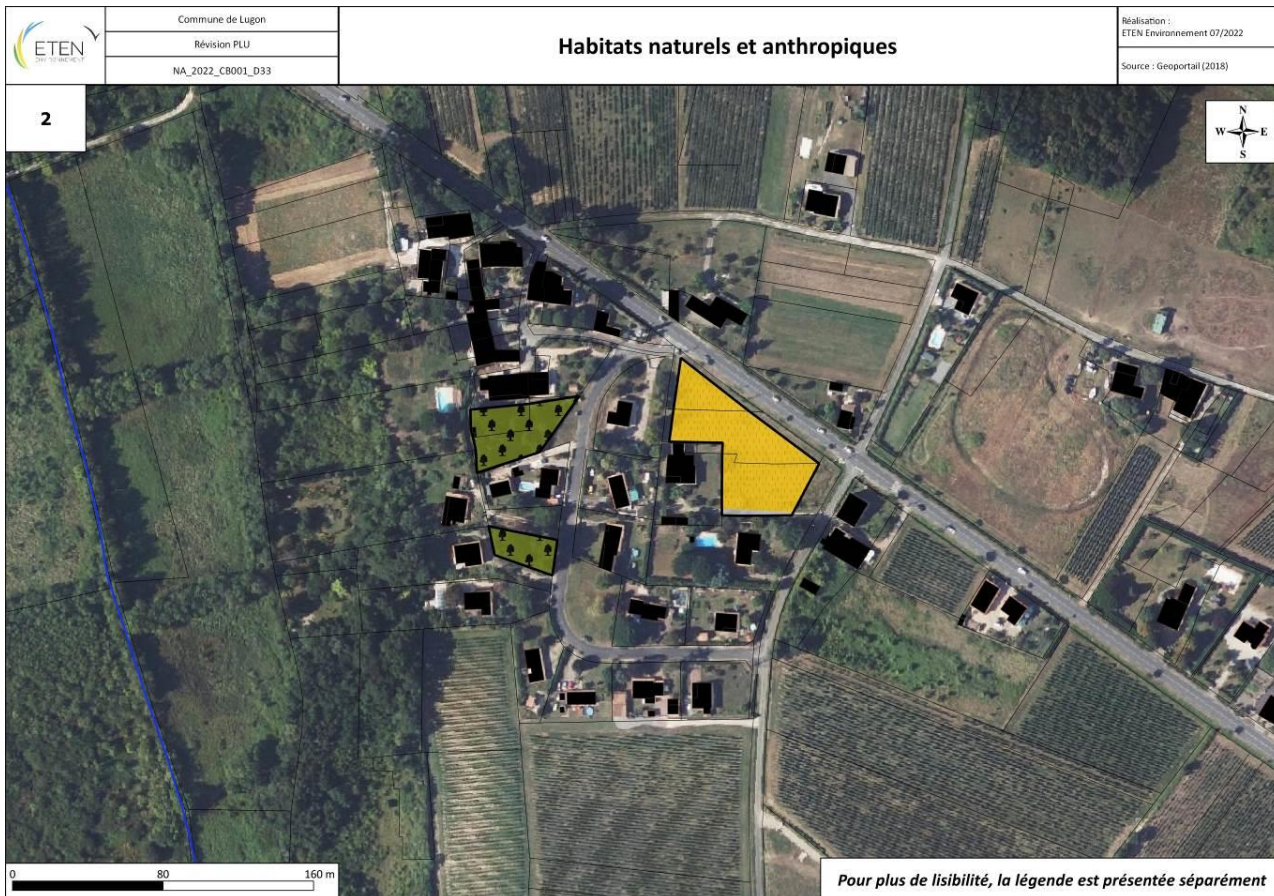 ETEN
ENVIRONNEMENT
Commune de Lugon
Révision PLU
NA_2022_CB001_D33
Habitats naturels et anthropiques
Réalisation :
ETEN Environnement 07/2022
Source : Geoportail (2018)
2
N
W E
S
0 80 160 m
Pour plus de lisibilité, la légende est présentée séparément